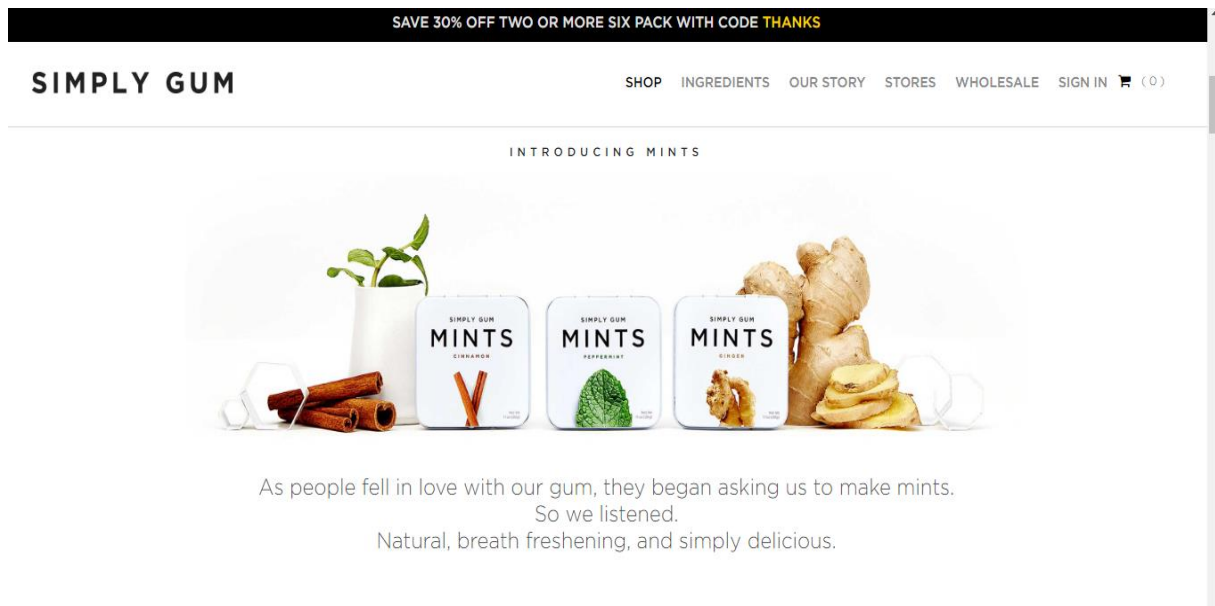 SAVE 30% OFF TWO OR MORE SIX PACK WITH CODE THANKS
SIMPLY GUM
SHOP INGREDIENTS OUR STORY STORES WHOLESALE SIGN IN (0)
INTRODUCING MINTS
SIMPLY GUM
MINTS
CINNAMON
SIMPLY GUM
MINTS
PEPPERMINT
SIMPLY GUM
MINTS
GINGER
As people fell in love with our gum, they began asking us to make mints.
So we listened.
Natural, breath freshening, and simply delicious.